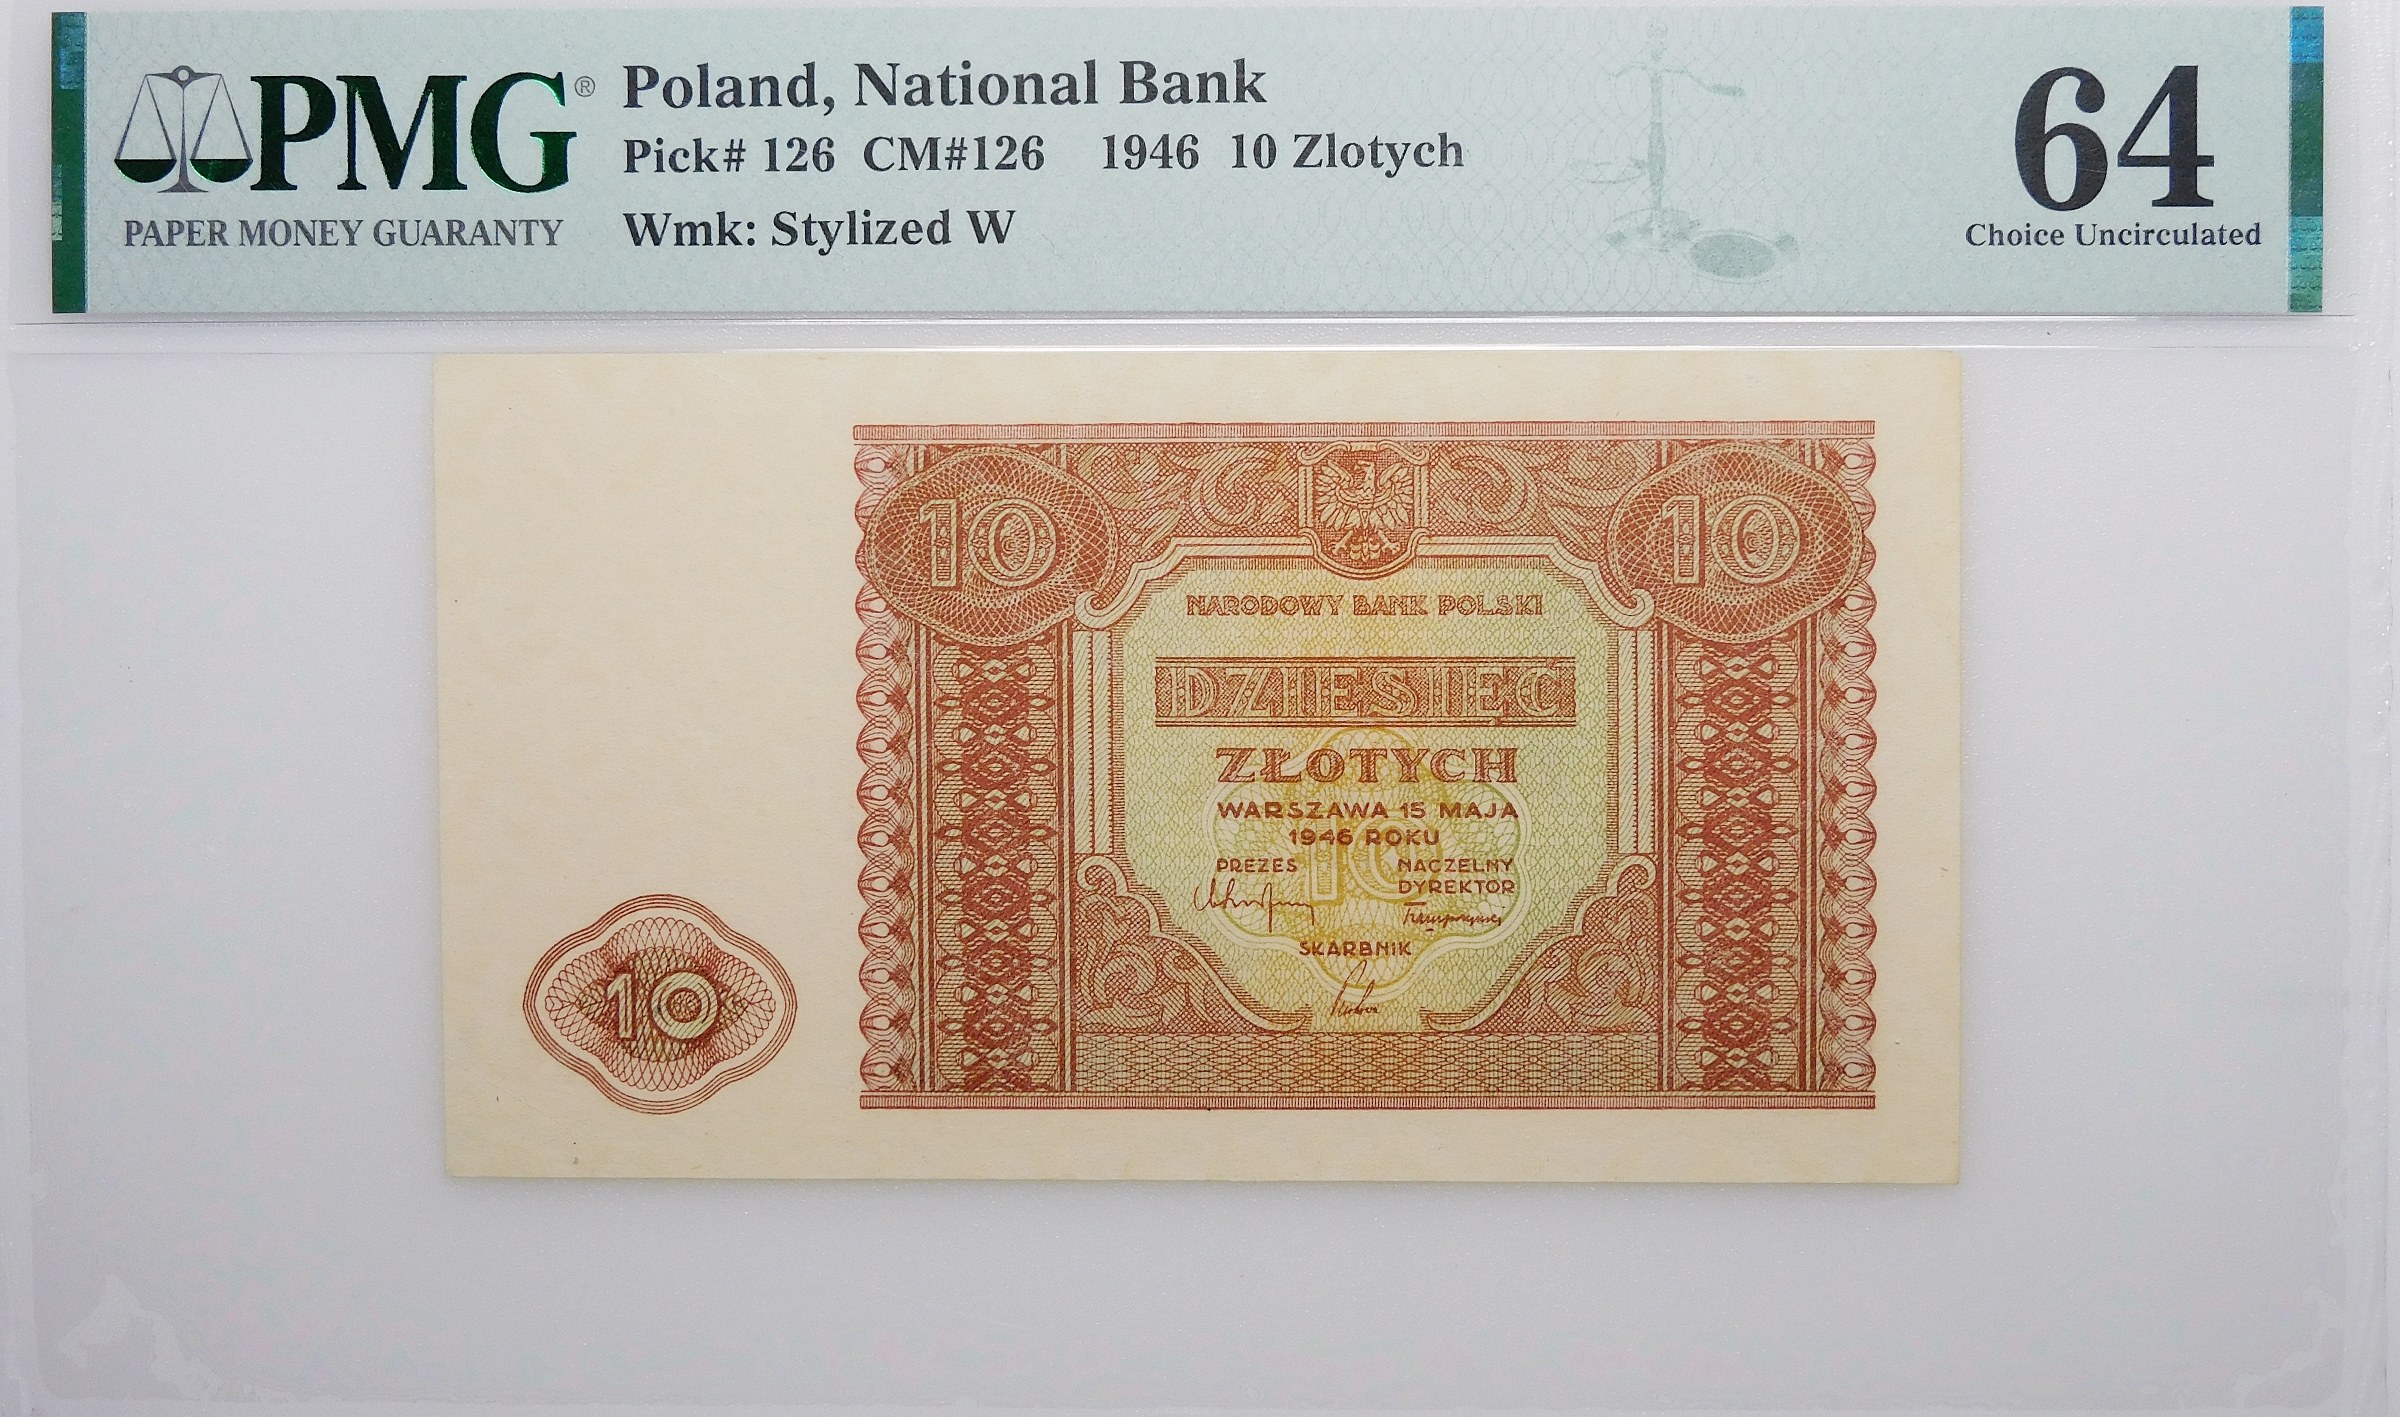 PMG®
PAPER MONEY GUARANTY
Poland, National Bank
Pick# 126 CM#126 1946 10 Zlotych
Wmk: Stylized W
64
Choice Uncirculated
10 10
NARODOWY BANK POLSKI
DZIESIĘĆ
ZŁOTYCH
WARSZAWA 15 MAJA
1946 ROKU
PREZES NACZELNY
DYREKTOR
SKARBNIK
10
10